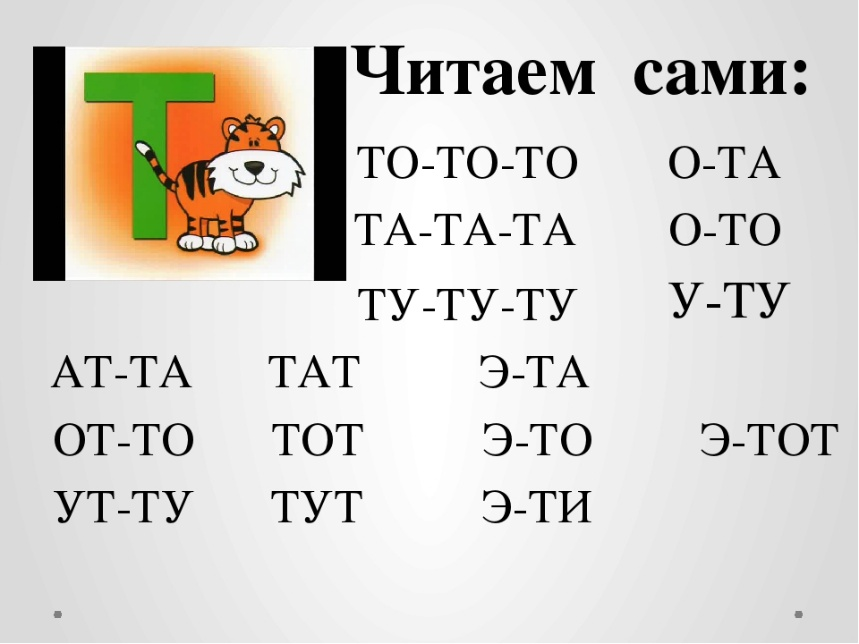 Т
Читаем сами:
ТО-ТО-ТО О-ТА
ТА-ТА-ТА О-ТО
ТУ-ТУ-ТУ У-ТУ
АТ-ТА ТАТ Э-ТА
ОТ-ТО ТОТ Э-ТО Э-ТОТ
УТ-ТУ ТУТ Э-ТИ